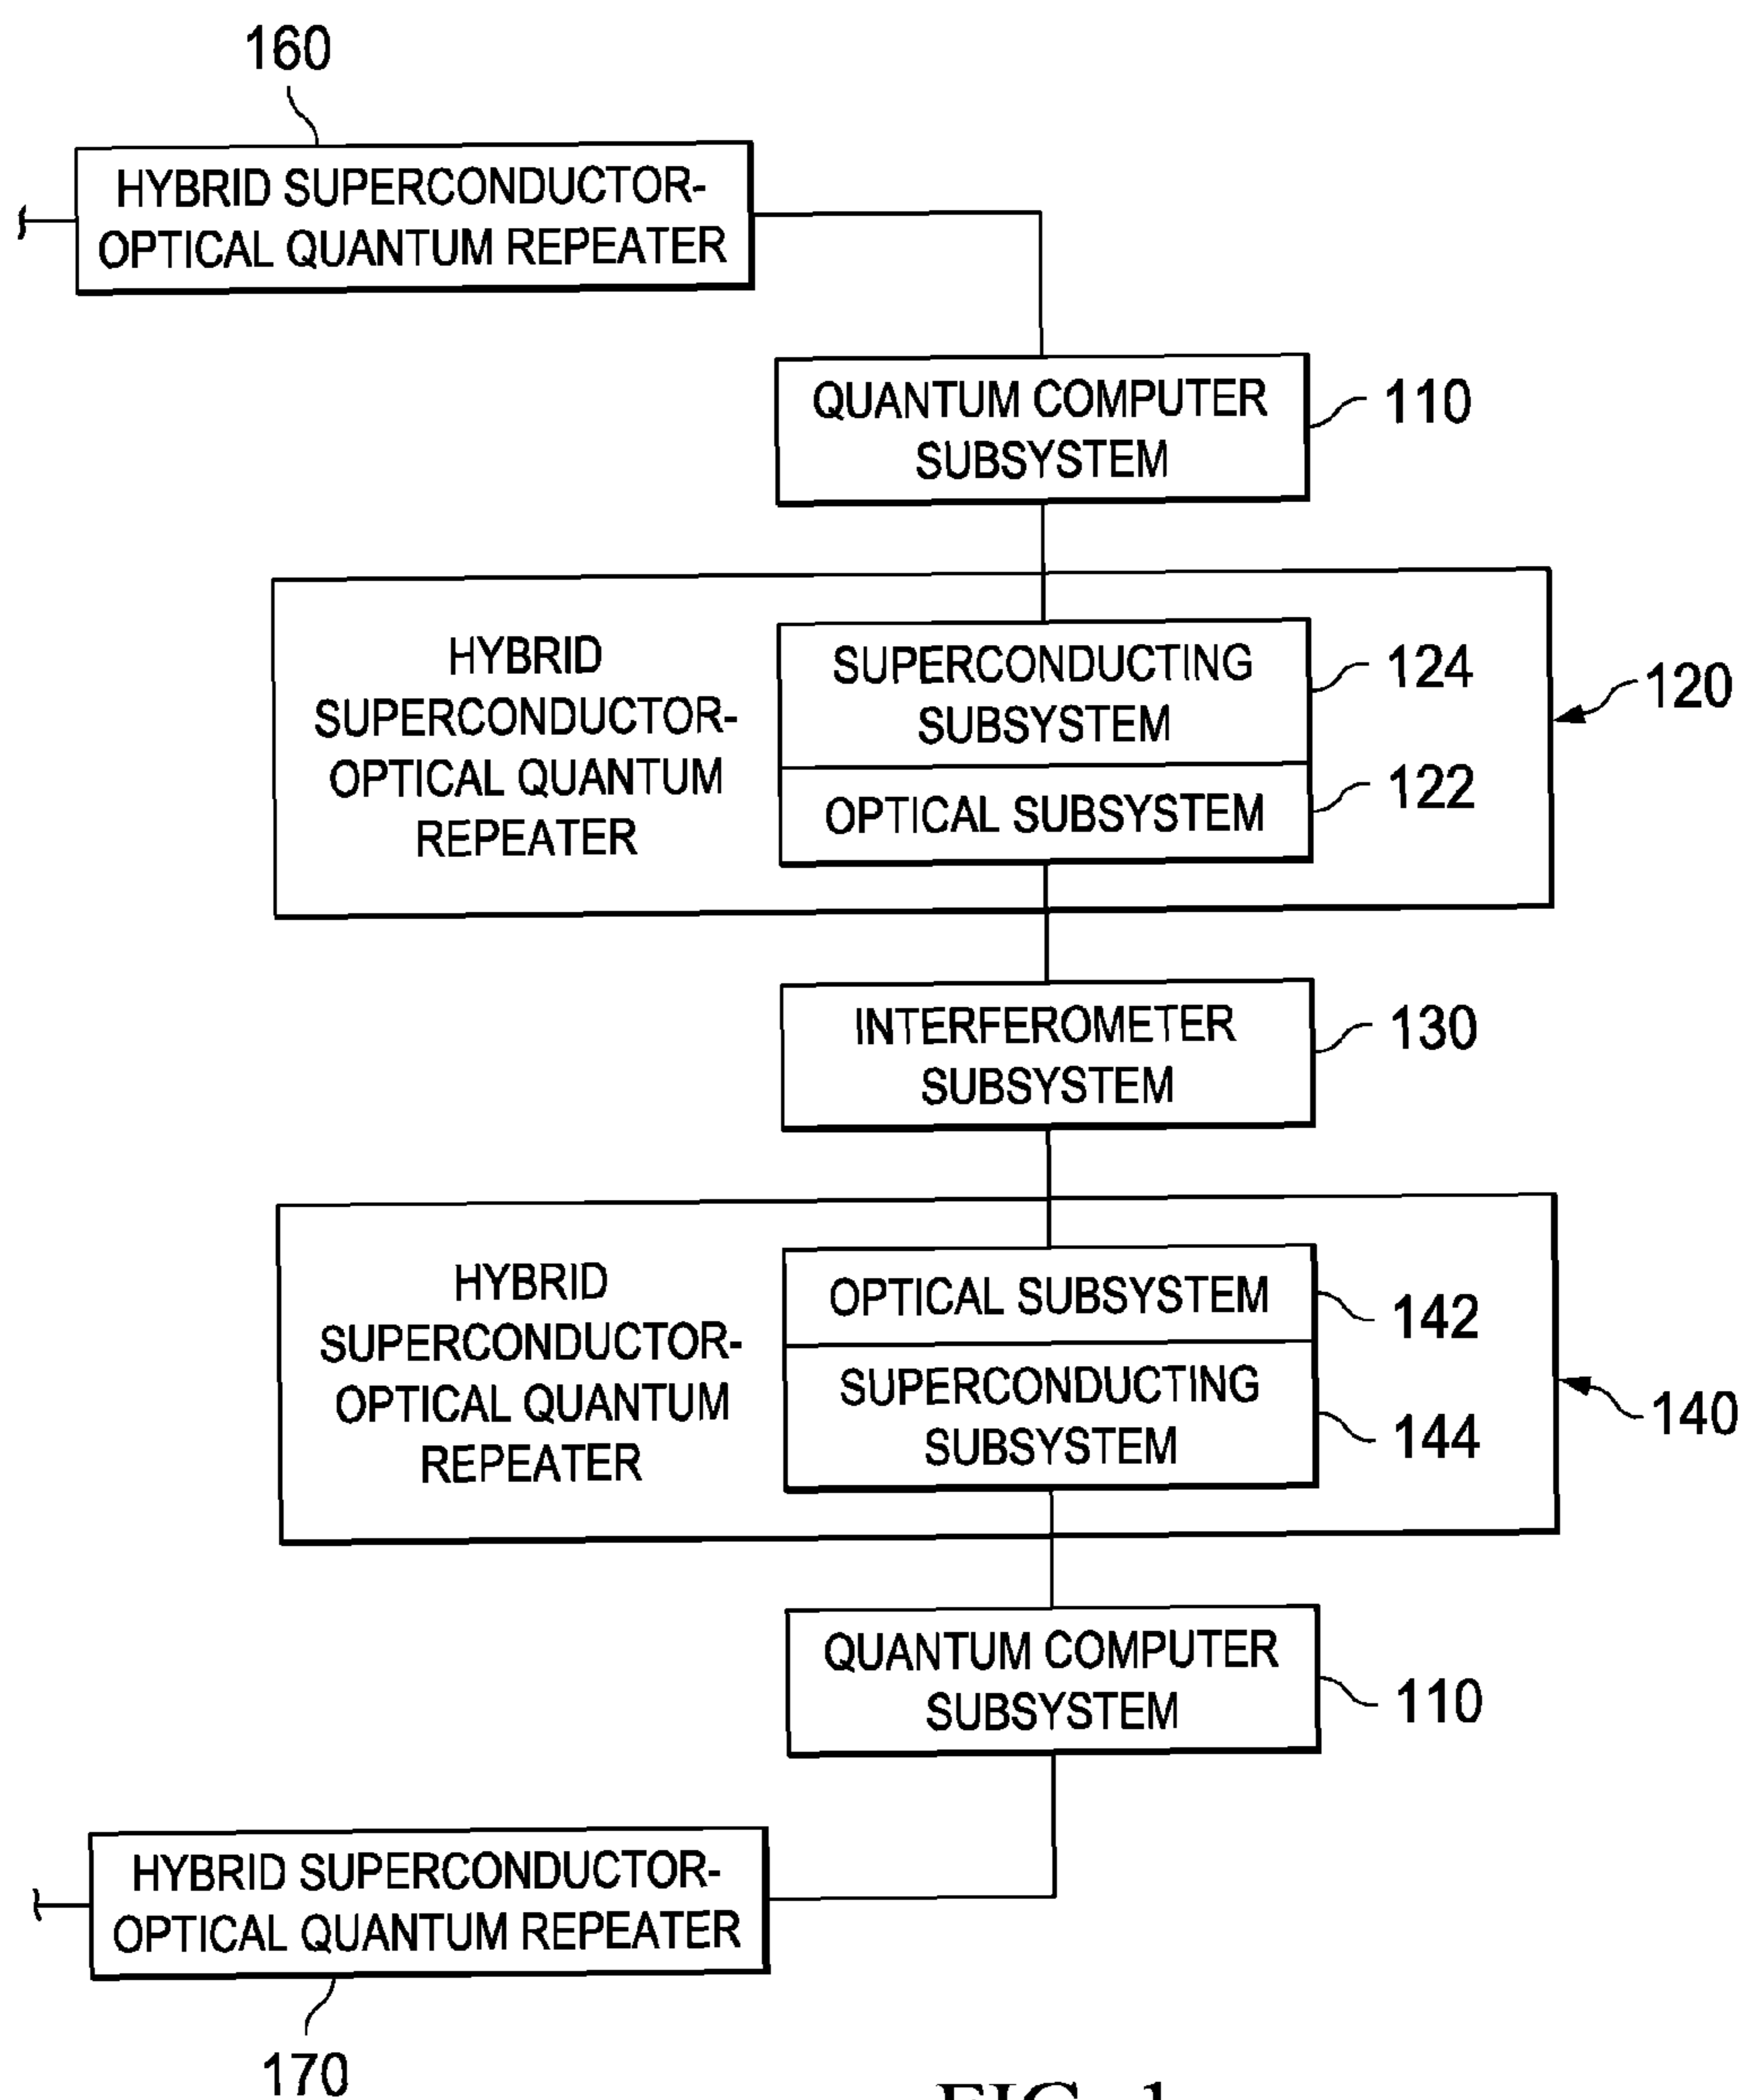 160
HYBRID SUPERCONDUCTOR-
OPTICAL QUANTUM REPEATER
QUANTUM COMPUTER
SUBSYSTEM
110
HYBRID
SUPERCONDUCTOR-
OPTICAL QUANTUM
REPEATER
SUPERCONDUCTING
SUBSYSTEM
124
OPTICAL SUBSYSTEM
122
120
INTERFEROMETER
SUBSYSTEM
130
HYBRID
SUPERCONDUCTOR-
OPTICAL QUANTUM
REPEATER
OPTICAL SUBSYSTEM
142
SUPERCONDUCTING
SUBSYSTEM
144
140
QUANTUM COMPUTER
SUBSYSTEM
110
HYBRID SUPERCONDUCTOR-
OPTICAL QUANTUM REPEATER
170